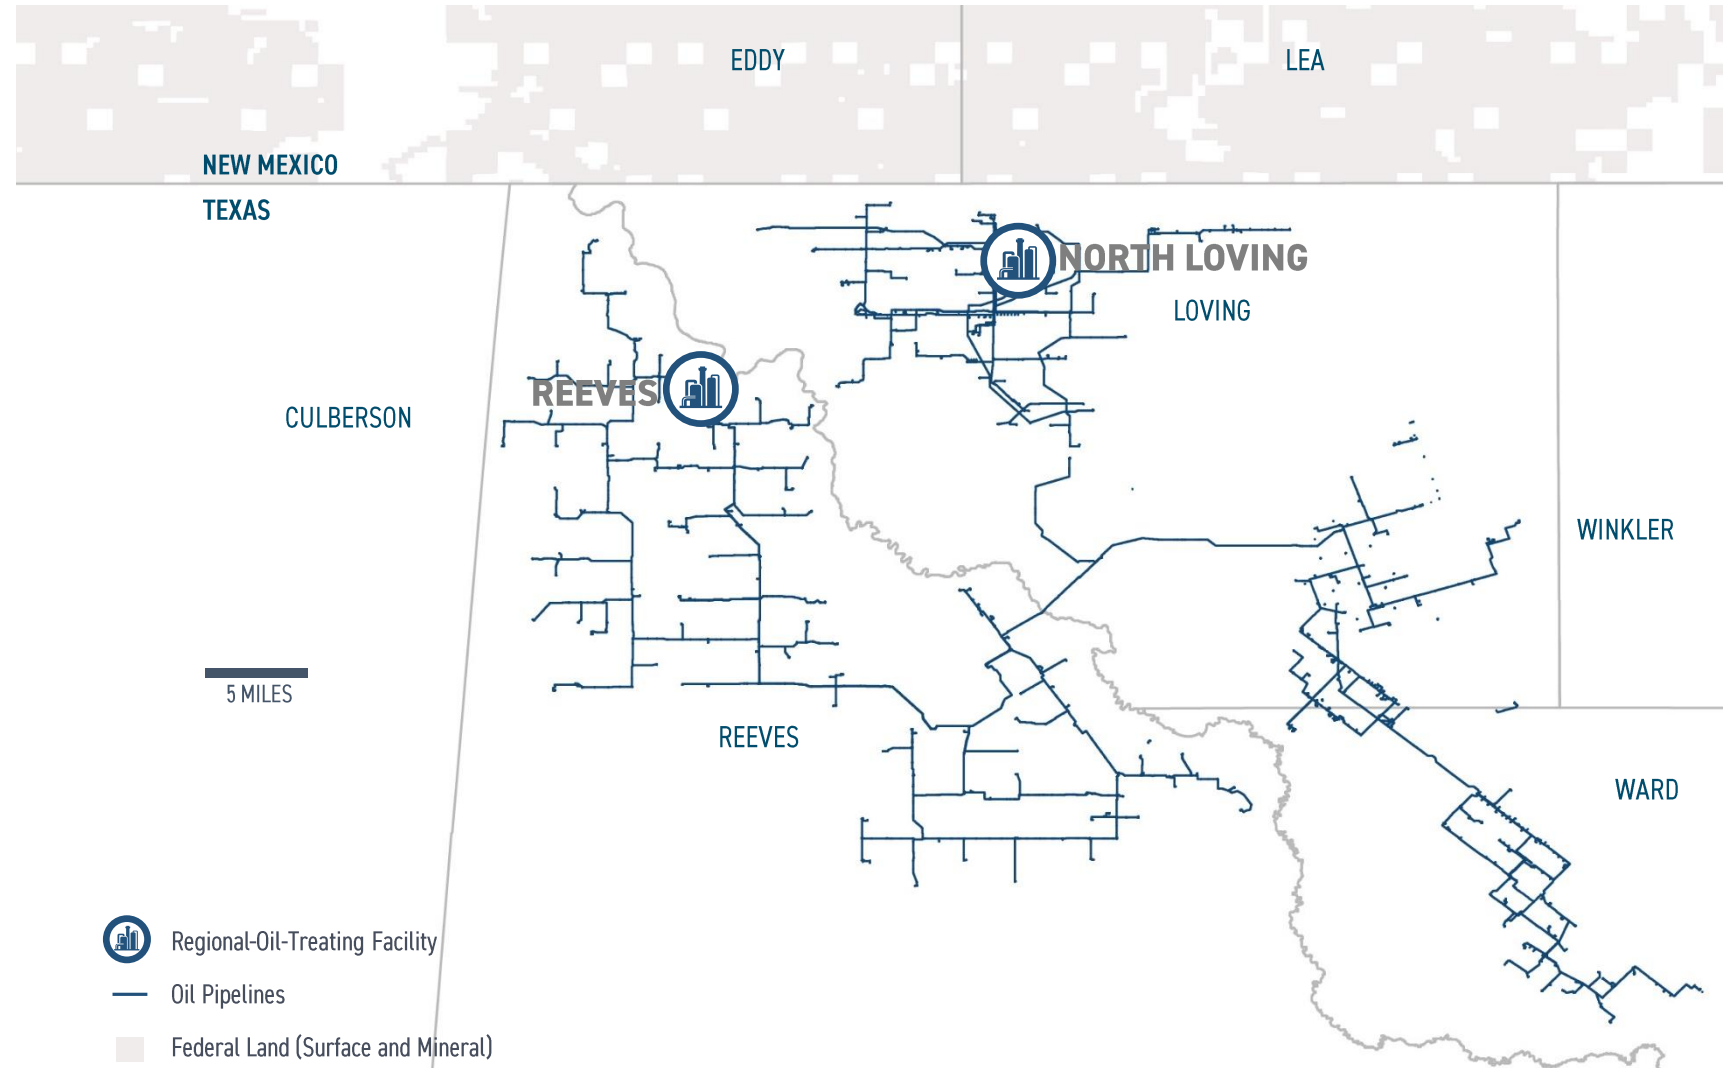 EDDY
LEA
NEW MEXICO
TEXAS
NORTH LOVING
LOVING
REEVES
CULBERSON
WINKLER
5 MILES
REEVES
WARD
Regional-Oil-Treating Facility
Oil Pipelines
Federal Land (Surface and Mineral)